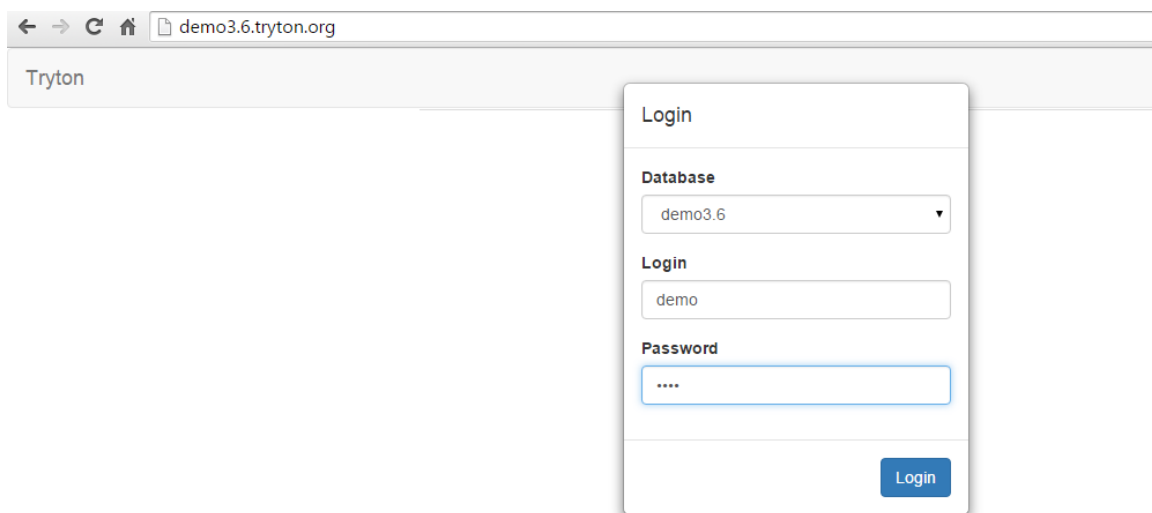 demo3.6.tryton.org
Tryton
Login
Database
demo3.6
Login
demo
Password
••••
Login